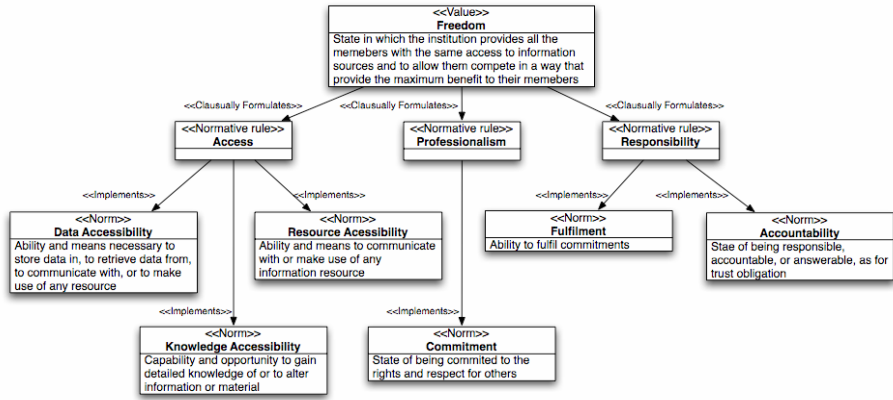 <<Value>>
Freedom
State in which the institution provides all the
memebers with the same access to information
sources and to allow them compete in a way that
provide the maximum benefit to their memebers
<<Clausually Formulates>>
<<Clausually Formulates>>
<<Clausually Formulates>>
<<Normative rule>>
Access
<<Normative rule>>
Professionalism
<<Normative rule>>
Responsibility
<<Implements>>
<<Implements>>
<<Implements>>
<<Implements>>
<<Norm>>
Data Acessibility
Ability and means necessary to
store data in, to retrieve data from,
to communicate with, or to make
use of any resource
<<Norm>>
Resource Acessibility
Ability and means to communicate
with or make use of any
information resource
<<Norm>>
Fulfilment
Ability to fulfil commitments
<<Norm>>
Accountability
Stae of being responsible,
accountable, or answerable, as for
trust obligation
<<Implements>>
<<Implements>>
<<Norm>>
Knowledge Accessibility
Capability and opportunity to gain
detailed knowledge of or to alter
information or material
<<Norm>>
Commitment
State of being commited to the
rights and respect for others